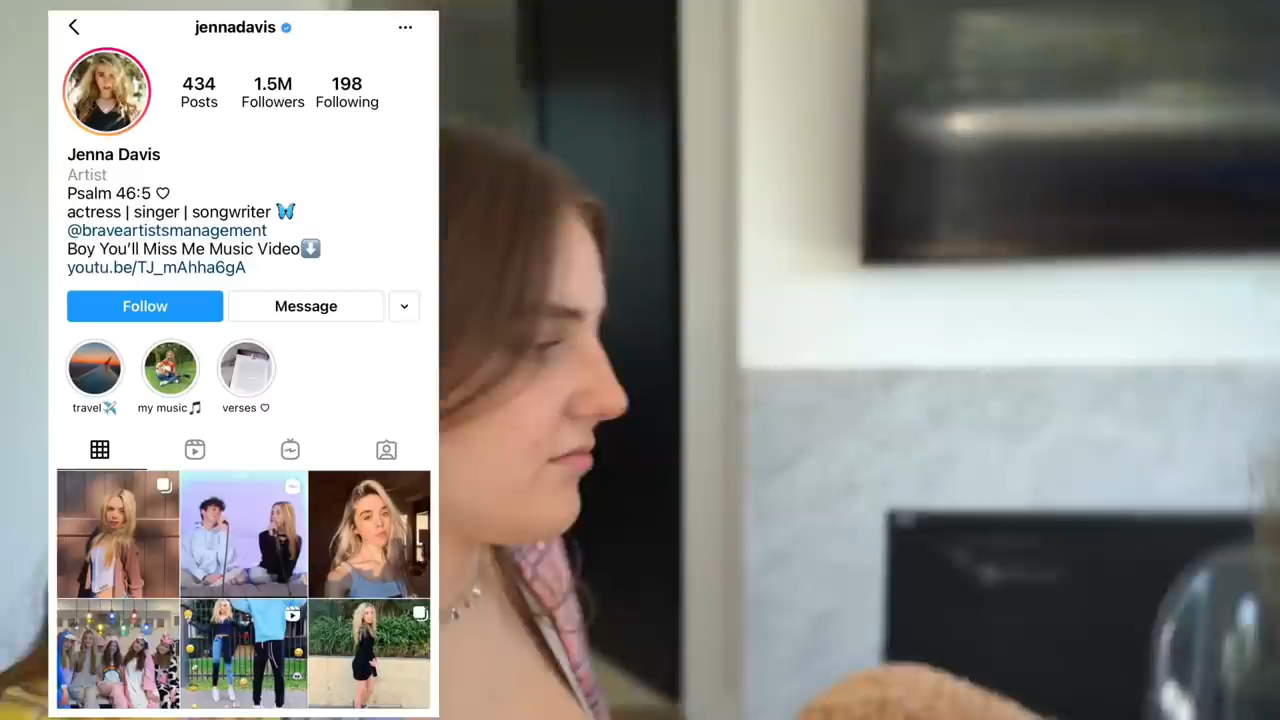 jennadavis
434 1.5M 198
Posts Followers Following
Jenna Davis
Artist
Psalm 46:5 ♡
actress | singer | songwriter 🦋
@braveartistsmanagement
Boy You'll Miss Me Music Video⬇️
youtu.be/TJ_mAhha6gA
Follow Message
travel✈️ my music🎵 verses ♡